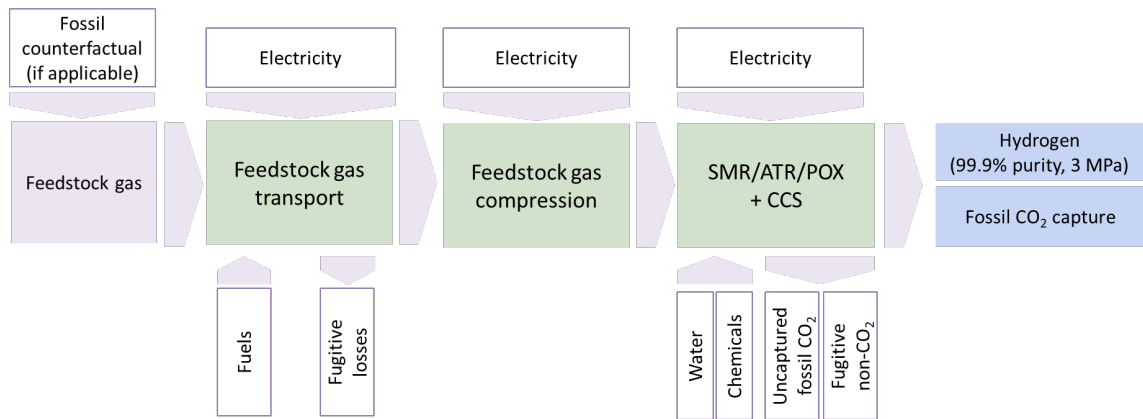 Fossil
counterfactual
(if applicable)
Electricity
Electricity
Electricity
Feedstock gas
Feedstock gas
transport
Feedstock gas
compression
SMR/ATR/POX
+ CCS
Hydrogen
(99.9% purity, 3 MPa)
Fossil CO₂ capture
Fuels
Fugitive
losses
Water
Chemicals
Uncaptured
fossil CO₂
Fugitive
non-CO₂